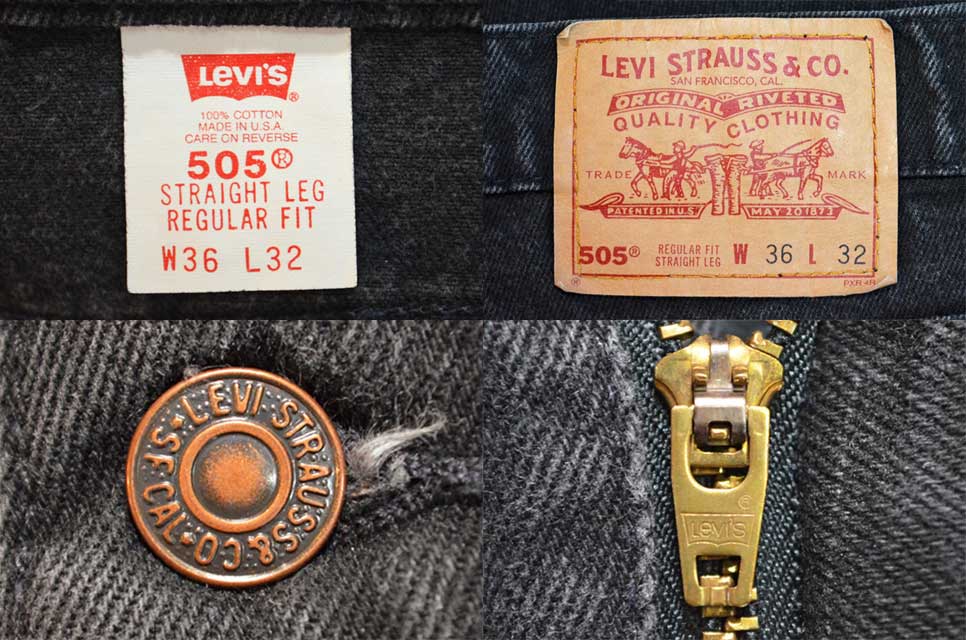 Levi's
®
100% COTTON
MADE IN U.S.A.
CARE ON REVERSE
505®
STRAIGHT LEG
REGULAR FIT
W36 L32
LEVI STRAUSS & CO.
SAN FRANCISCO, CAL.
ORIGINAL RIVETED
QUALITY CLOTHING
TRADE MARK
PATENTED IN U.S. MAY 20 1873
505® REGULAR FIT STRAIGHT LEG W 36 L 32
® PXR 4R
LEVI STRAUSS & CO S.F. CAL
®
Levi's